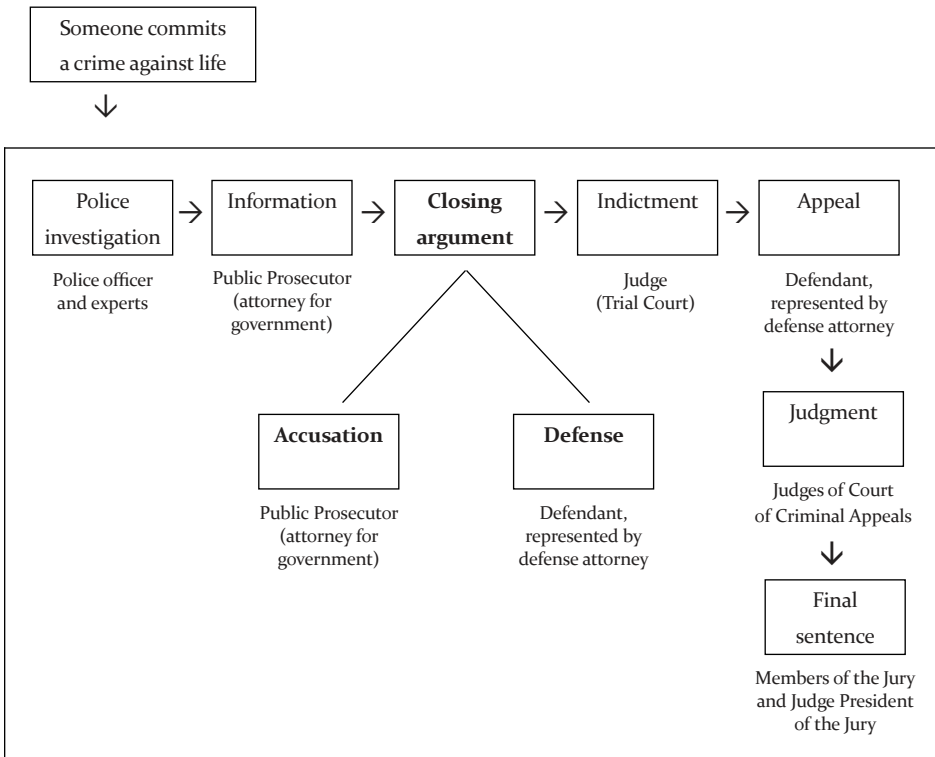 Someone commits
a crime against life
Police
investigation
Police officer
and experts
Information
Public Prosecutor
(attorney for
government)
Closing
argument
Indictment
Judge
(Trial Court)
Appeal
Defendant,
represented by
defense attorney
Accusation
Public Prosecutor
(attorney for
government)
Defense
Defendant,
represented by
defense attorney
Judgment
Judges of Court
of Criminal Appeals
Final
sentence
Members of the Jury
and Judge President
of the Jury